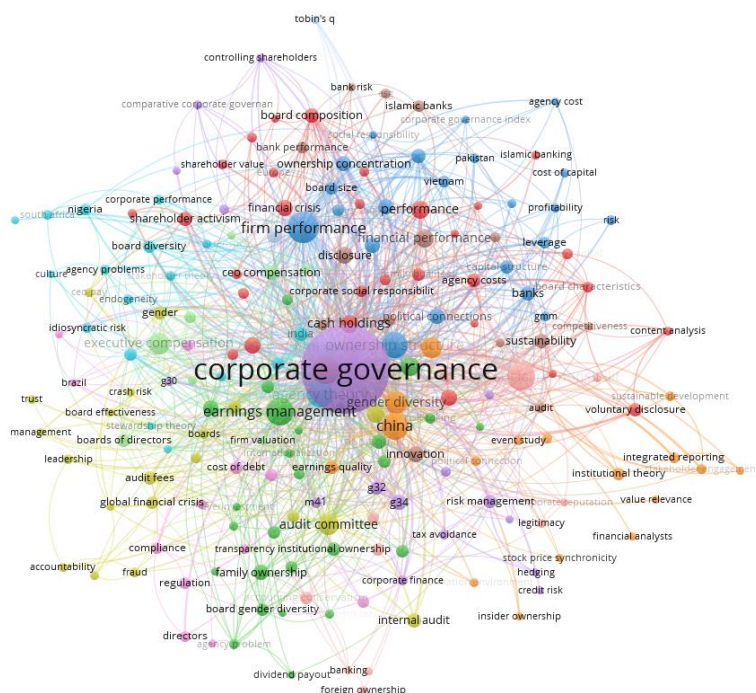 tobin's q
controlling shareholders
bank risk
islamic banks
agency cost
comparative corporate governan
board composition
corporate governance index
social responsibility
bank performance
ownership concentration
pakistan
islamic banking
shareholder value
europe
cost of capital
board size
vietnam
corporate performance
nigeria
financial crisis
performance
profitability
south africa
shareholder activism
risk
firm performance
financial performance
leverage
board diversity
disclosure
agency problems
stakeholder theory
capital structure
culture
ceo compensation
banks
agency costs
board characteristics
ceo pay
endogeneity
corporate social responsibilit
gender
political connections
gmm
idiosyncratic risk
cash holdings
competitiveness
content analysis
india
executive compensation
ownership structure
sustainability
corporate governance
brazil
g30
agency theory
sustainable development
trust
crash risk
gender diversity
audit
voluntary disclosure
board effectiveness
earnings management
stewardship theory
china
management
boards
boards of directors
firm valuation
event study
innovation
integrated reporting
leadership
cost of debt
earnings quality
political connection
institutional theory
stakeholder engagement
audit fees
g32
global financial crisis
m41
g34
risk management
value relevance
audit committee
legitimacy
tax avoidance
financial analysts
compliance
transparency
institutional ownership
stock price synchronicity
accountability
fraud
family ownership
corporate finance
hedging
regulation
credit risk
accounting conservatism
board gender diversity
internal audit
insider ownership
directors
agency problem
dividend payout
banking
foreign ownership